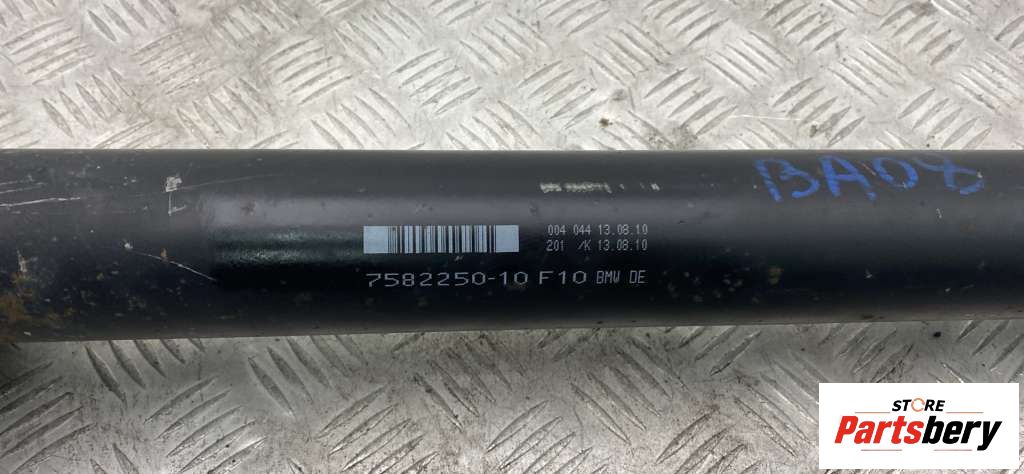 BA08
004 044 13.08.10
201 /K 13.08.10
7582250-10 F10 BMW DE
STORE
Partsbery